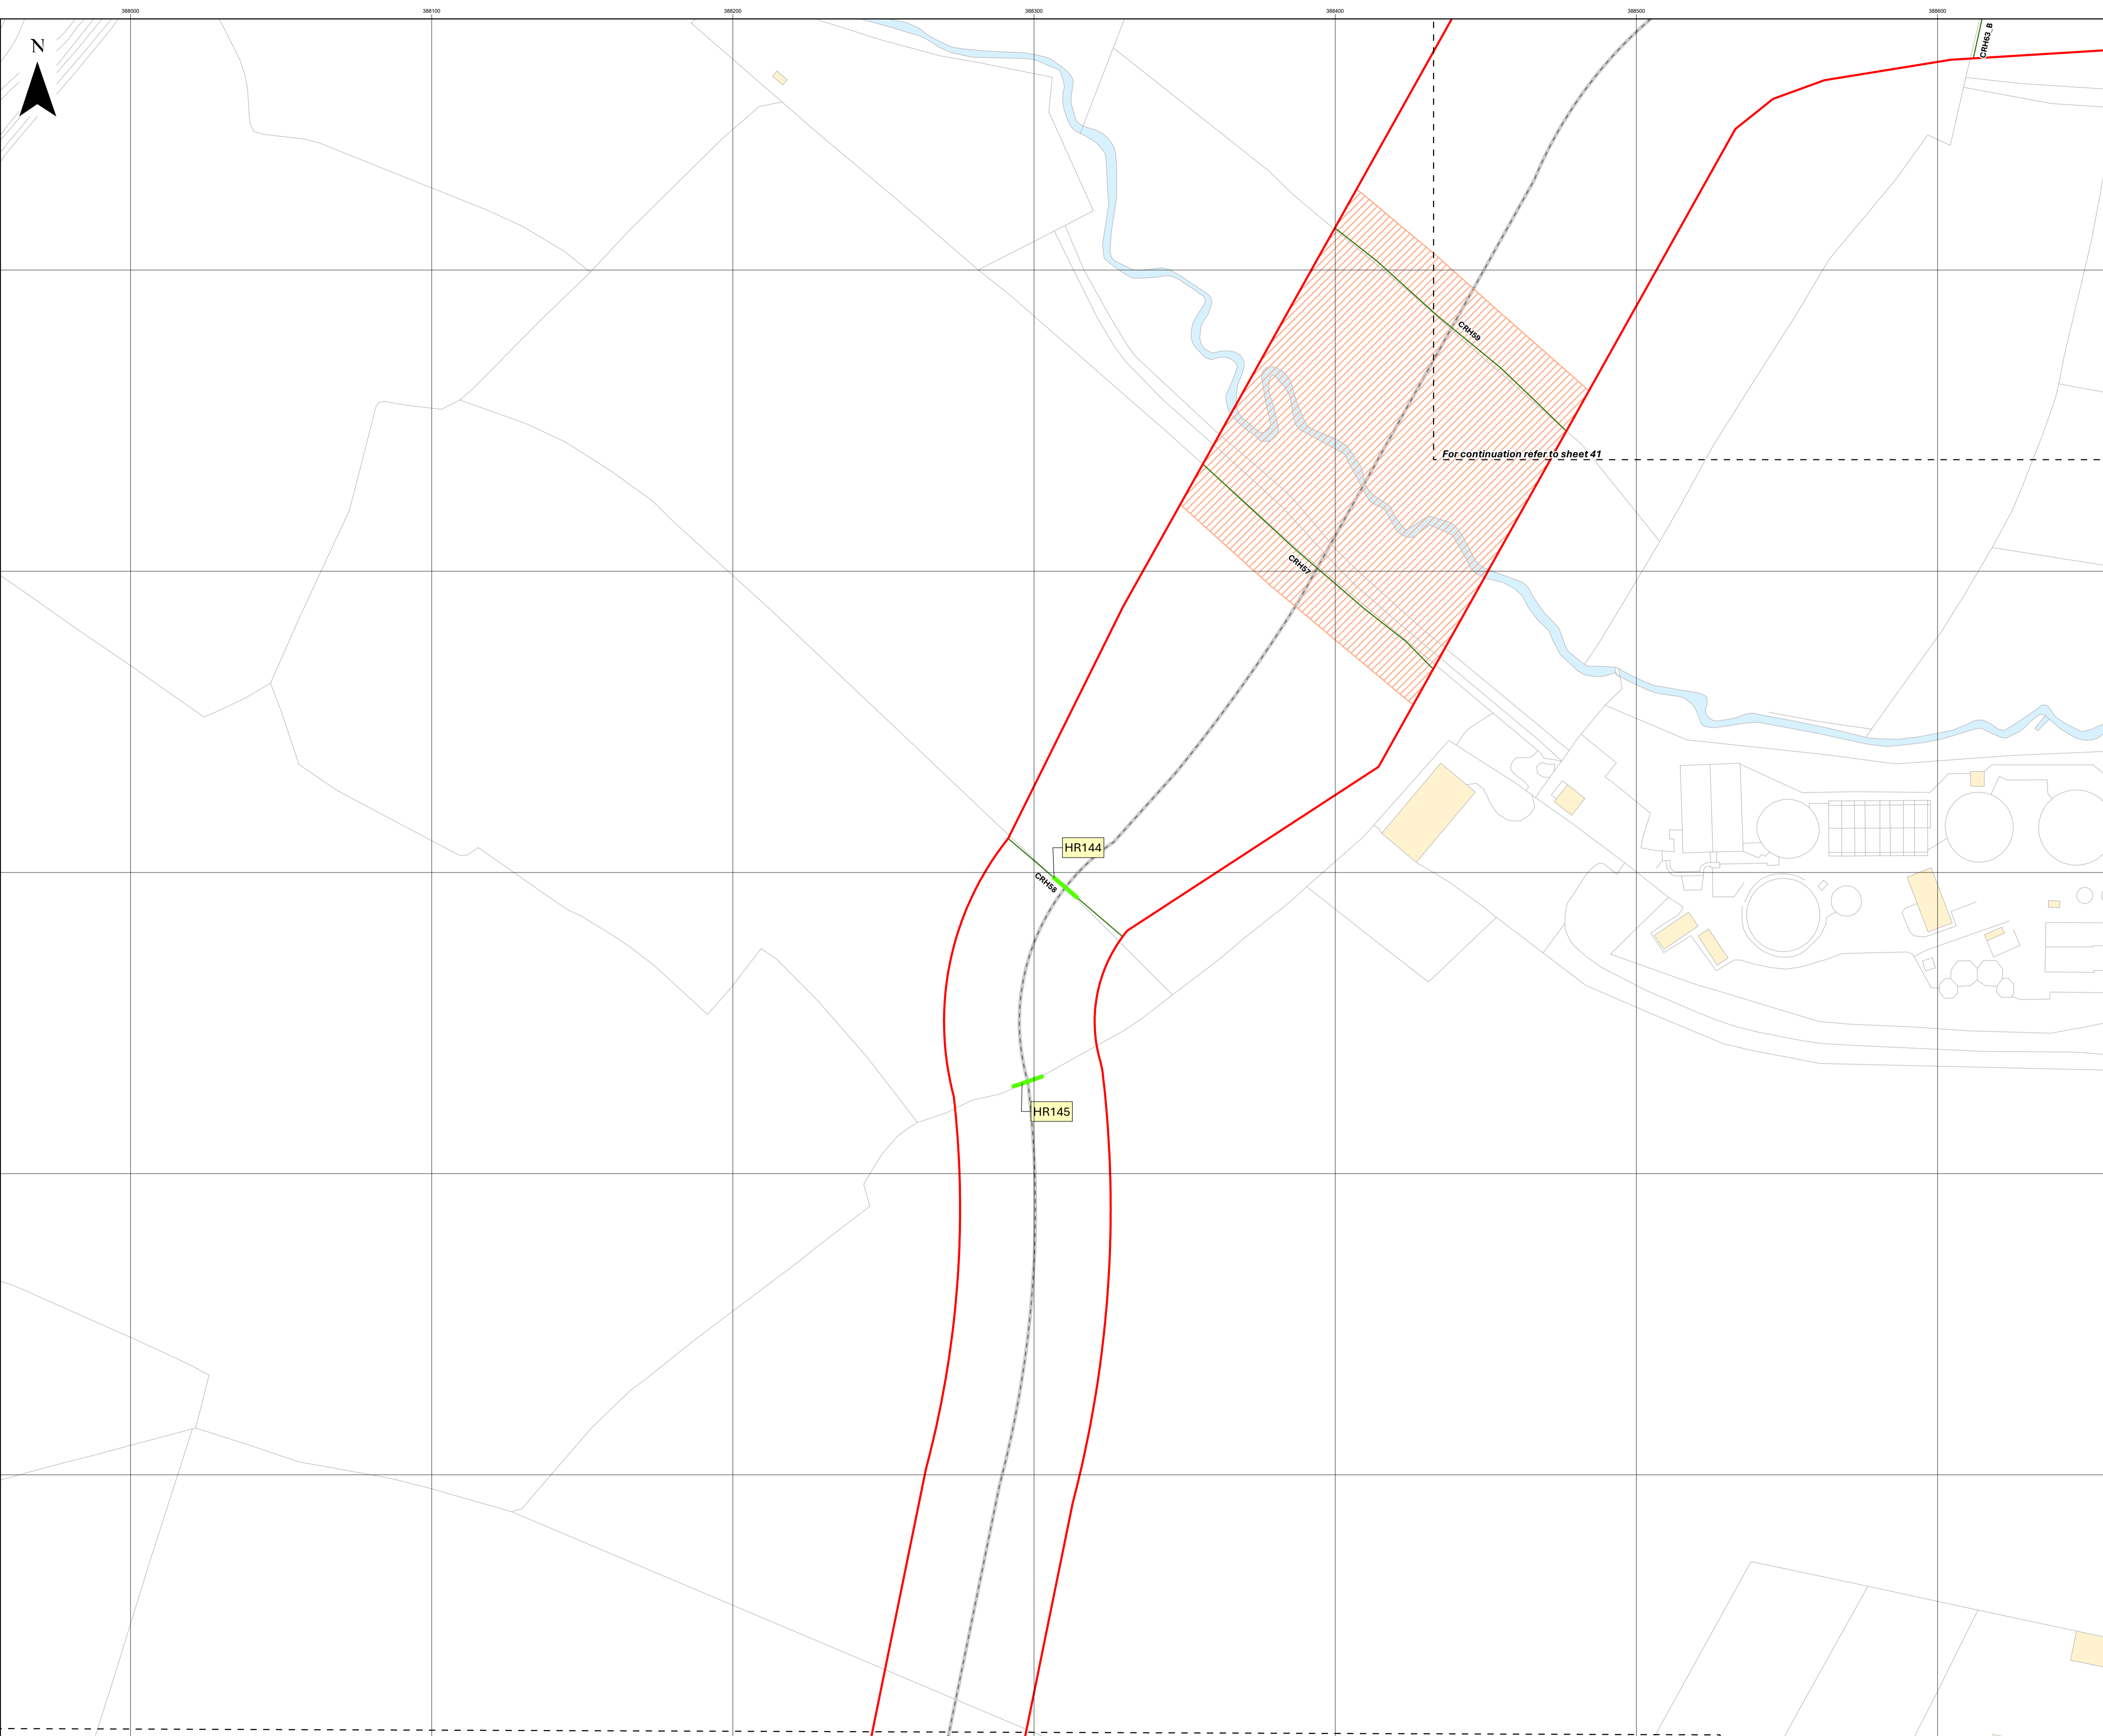 388000 388100 388200 388300 388400 388500 388600
N
CRH63_B
CRH59
For continuation refer to sheet 41
CRH57
HR144
CRH58
HR145